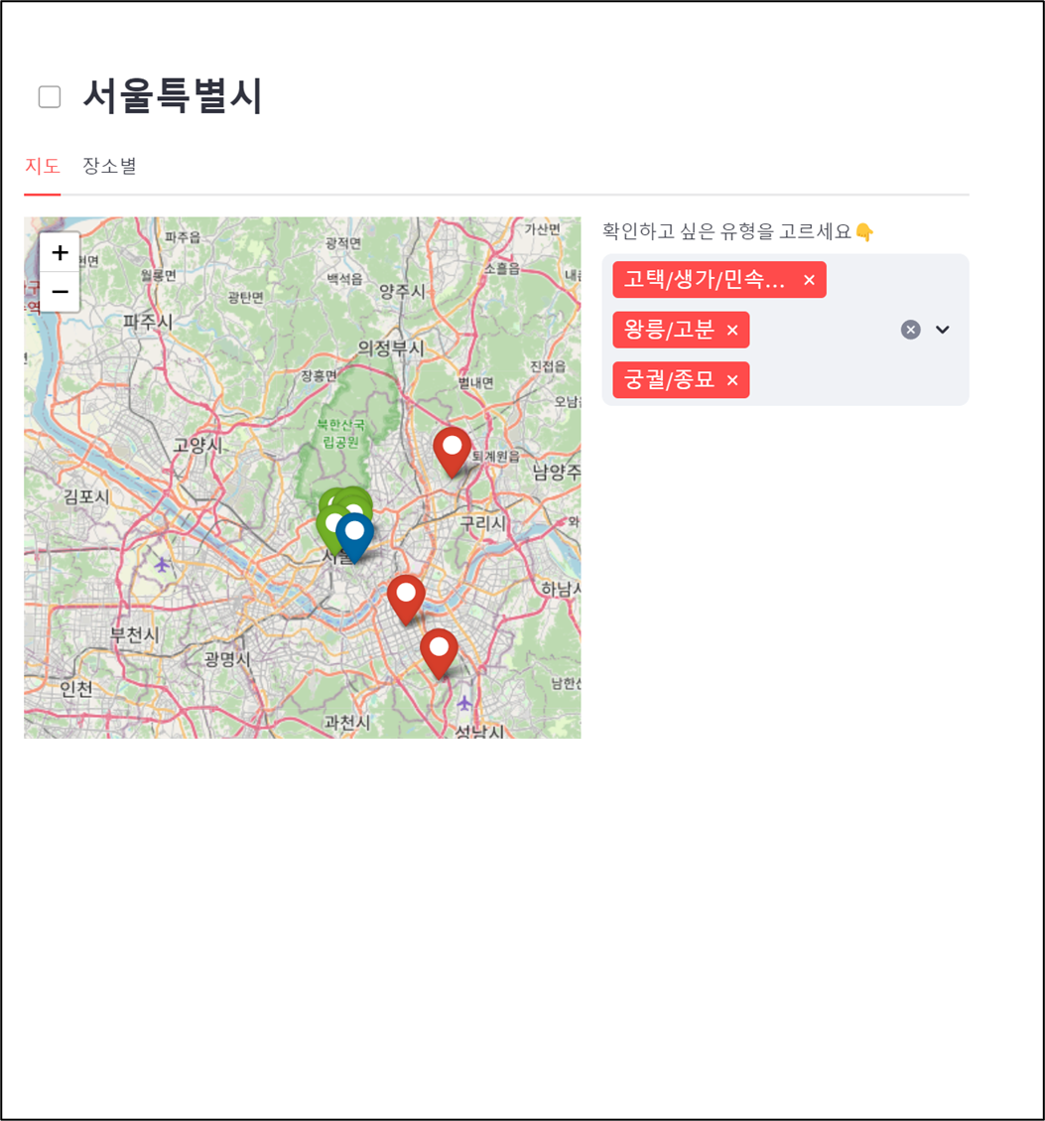 서울특별시
지도 장소별
+
−
파주읍
광적면
가산면
소흘읍
월롱면
백석읍
광탄면
양주시
파주시
의정부시
진접읍
장흥면
별내면
북한산국
립공원
고양시
퇴계원읍
남양주
김포시
구리시
하남시
부천시
광명시
인천
과천시
성남시
확인하고 싶은 유형을 고르세요👇
고택/생가/민속... ×
왕릉/고분 ×
궁궐/종묘 ×